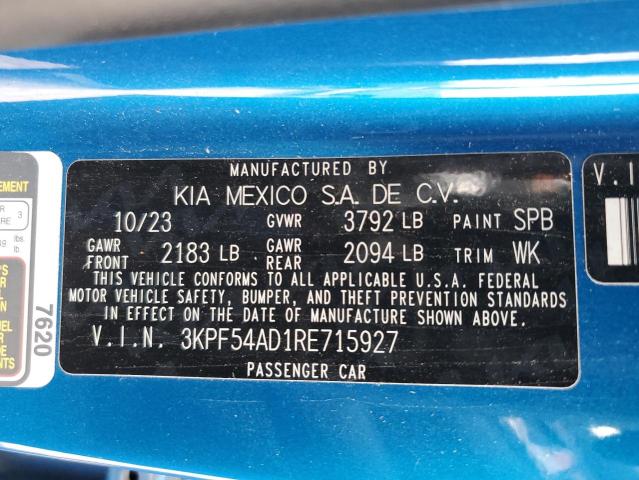 MANUFACTURED BY
KIA MEXICO S.A. DE C.V.
10/23 GVWR 3792 LB PAINT SPB
GAWR FRONT 2183 LB GAWR REAR 2094 LB TRIM WK
THIS VEHICLE CONFORMS TO ALL APPLICABLE U.S.A. FEDERAL
MOTOR VEHICLE SAFETY, BUMPER, AND THEFT PREVENTION STANDARDS
IN EFFECT ON THE DATE OF MANUFACTURE SHOWN ABOVE.
V.I.N. 3KPF54AD1RE715927
PASSENGER CAR
7620
V.I